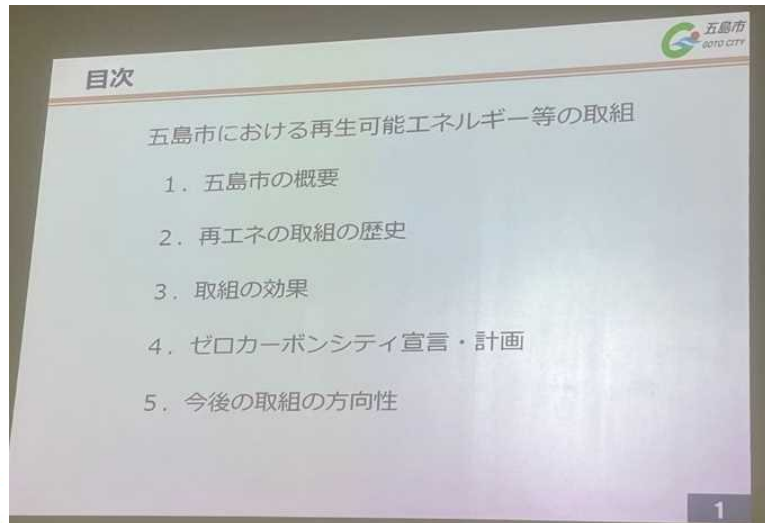 五島市
GOTO CITY
目次
五島市における再生可能エネルギー等の取組
1. 五島市の概要
2. 再エネの取組の歴史
3. 取組の効果
4. ゼロカーボンシティ宣言・計画
5. 今後の取組の方向性
1